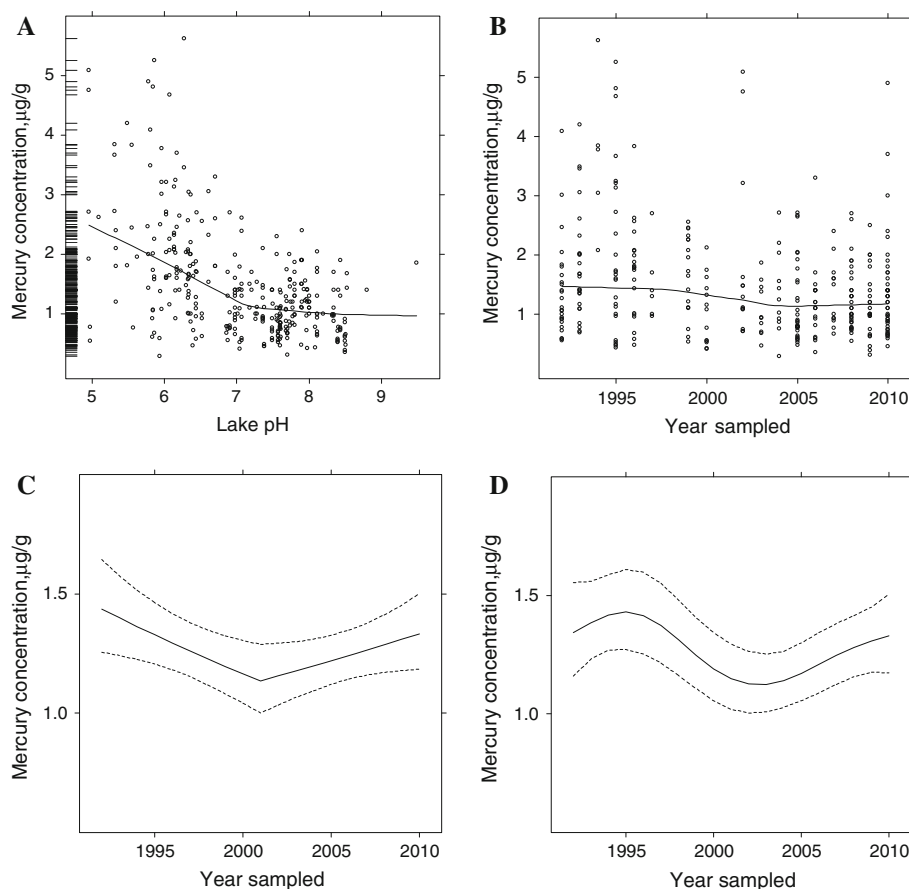 A
Mercury concentration,µg/g
5
4
3
2
1
5 6 7 8 9
Lake pH
B
Mercury concentration,µg/g
5
4
3
2
1
1995 2000 2005 2010
Year sampled
C
Mercury concentration,µg/g
1.5
1.0
1995 2000 2005 2010
Year sampled
D
Mercury concentration,µg/g
1.5
1.0
1995 2000 2005 2010
Year sampled